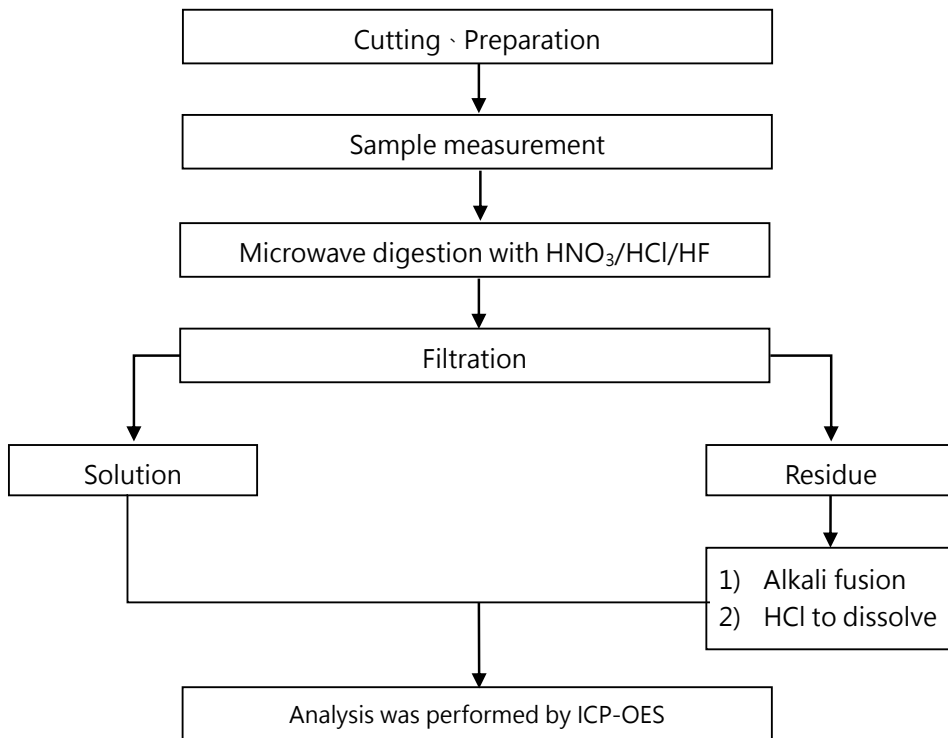 Cutting、Preparation
Sample measurement
Microwave digestion with HNO₃/HCl/HF
Filtration
Solution
Residue
1) Alkali fusion
2) HCl to dissolve
Analysis was performed by ICP-OES